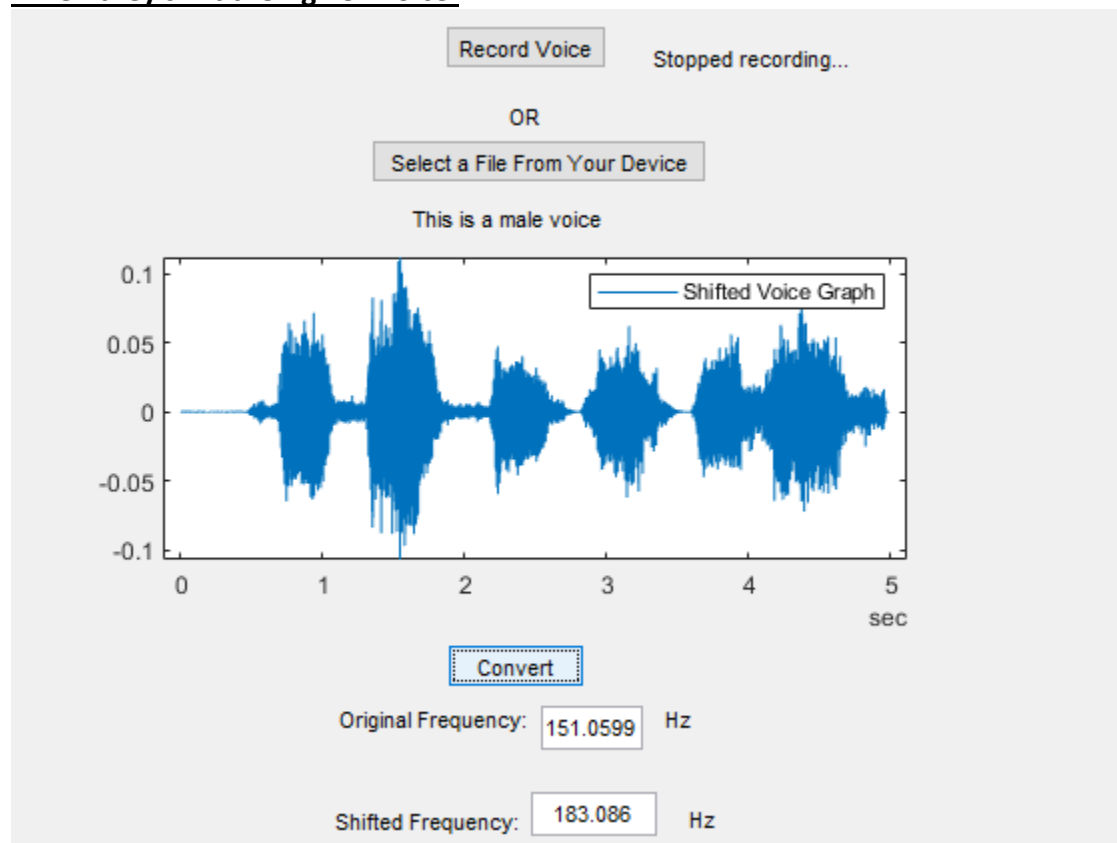 Record Voice
Stopped recording...
OR
Select a File From Your Device
This is a male voice
Shifted Voice Graph
0.1
0.05
0
-0.05
-0.1
0 1 2 3 4 5
sec
Convert
Original Frequency: 151.0599 Hz
Shifted Frequency: 183.086 Hz